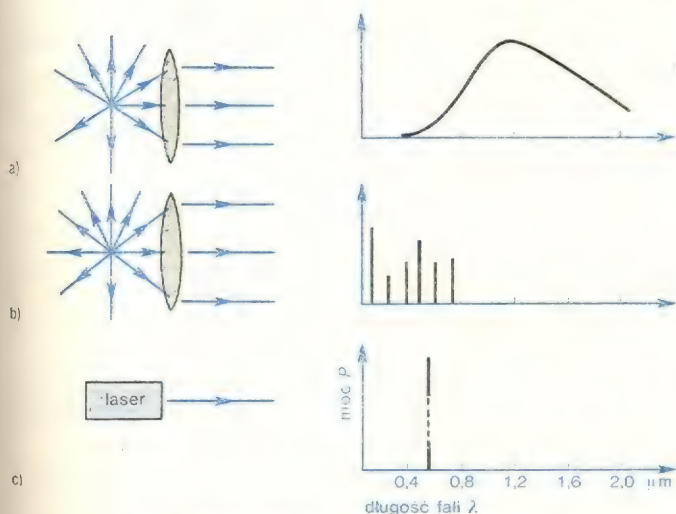 a)
b)
laser
moc P
c)
0,4 0,8 1,2 1,6 2,0 μm
długość fali λ